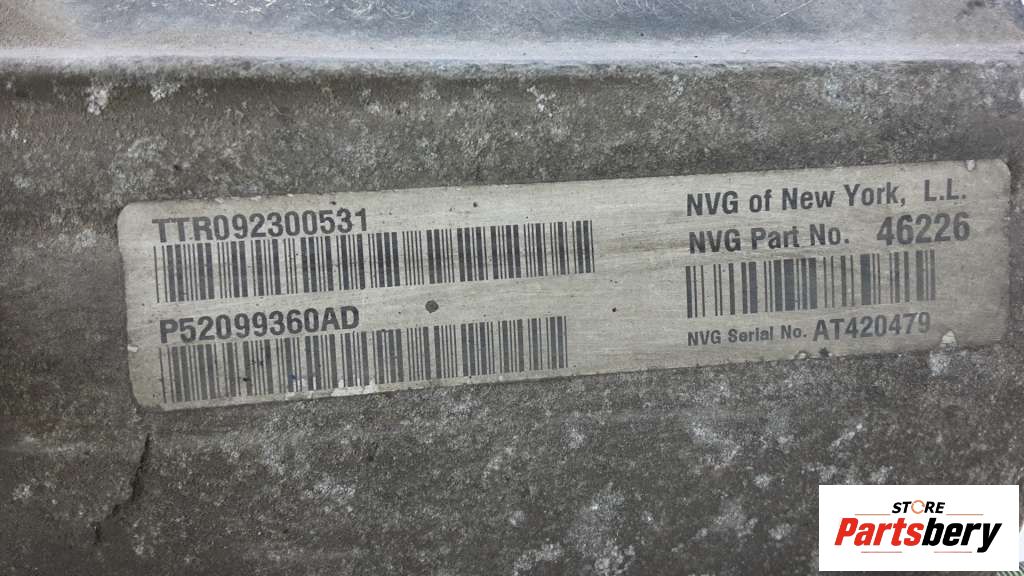 TTR092300531
P52099360AD
NVG of New York, L.L.
NVG Part No. 46226
NVG Serial No. AT420479
STORE
Partsbery